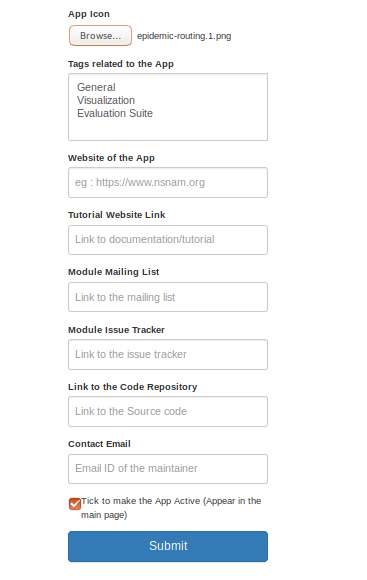 App Icon
Browse... epidemic-routing.1.png
Tags related to the App
General
Visualization
Evaluation Suite
Website of the App
eg : https://www.nsnam.org
Tutorial Website Link
Link to documentation/tutorial
Module Mailing List
Link to the mailing list
Module Issue Tracker
Link to the issue tracker
Link to the Code Repository
Link to the Source code
Contact Email
Email ID of the maintainer
Tick to make the App Active (Appear in the
main page)
Submit